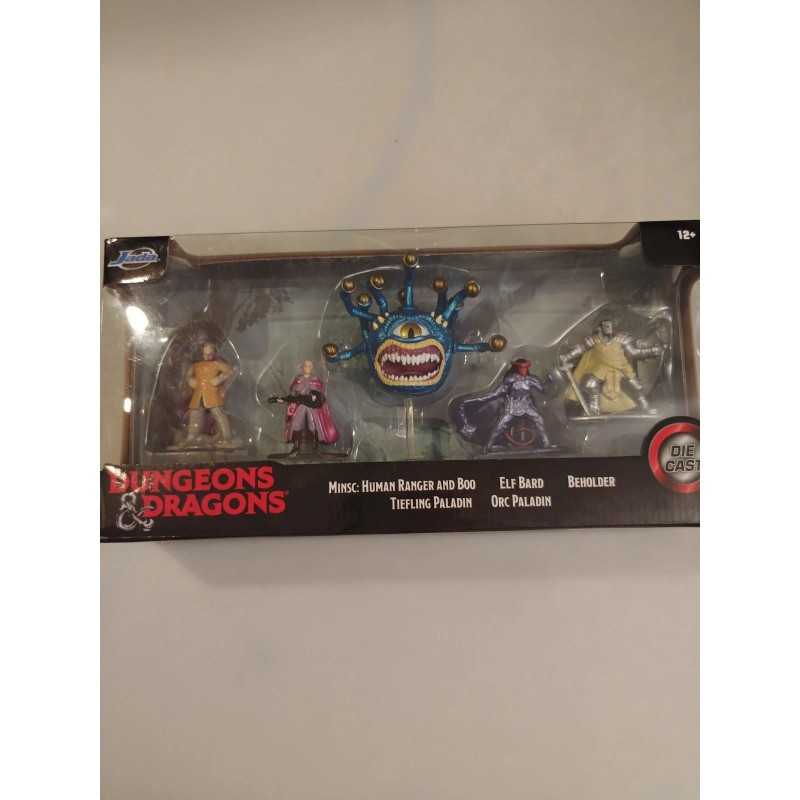 Jada
12+
DUNGEONS
& DRAGONS
MINSC: HUMAN RANGER AND BOO ELF BARD BEHOLDER
TIEFLING PALADIN ORC PALADIN
DIE
CAST